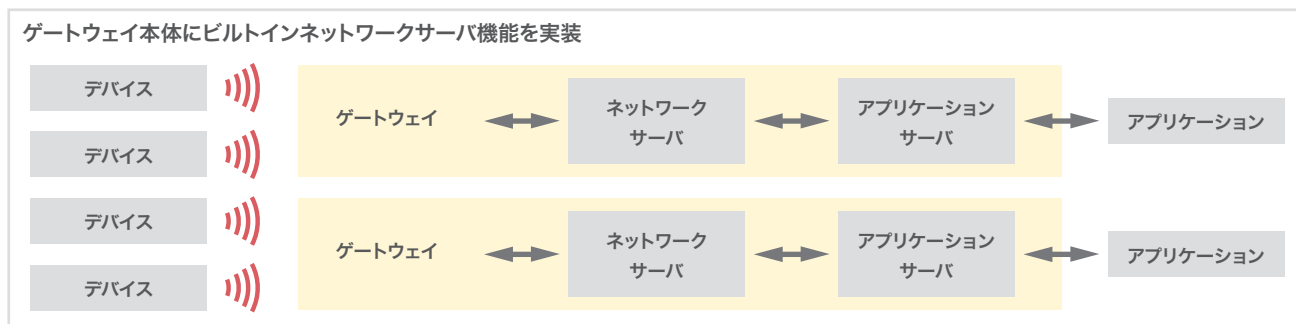 ゲートウェイ本体にビルトインネットワークサーバ機能を実装
デバイス
デバイス
ゲートウェイ
ネットワーク
サーバ
アプリケーション
サーバ
アプリケーション
デバイス
デバイス
ゲートウェイ
ネットワーク
サーバ
アプリケーション
サーバ
アプリケーション